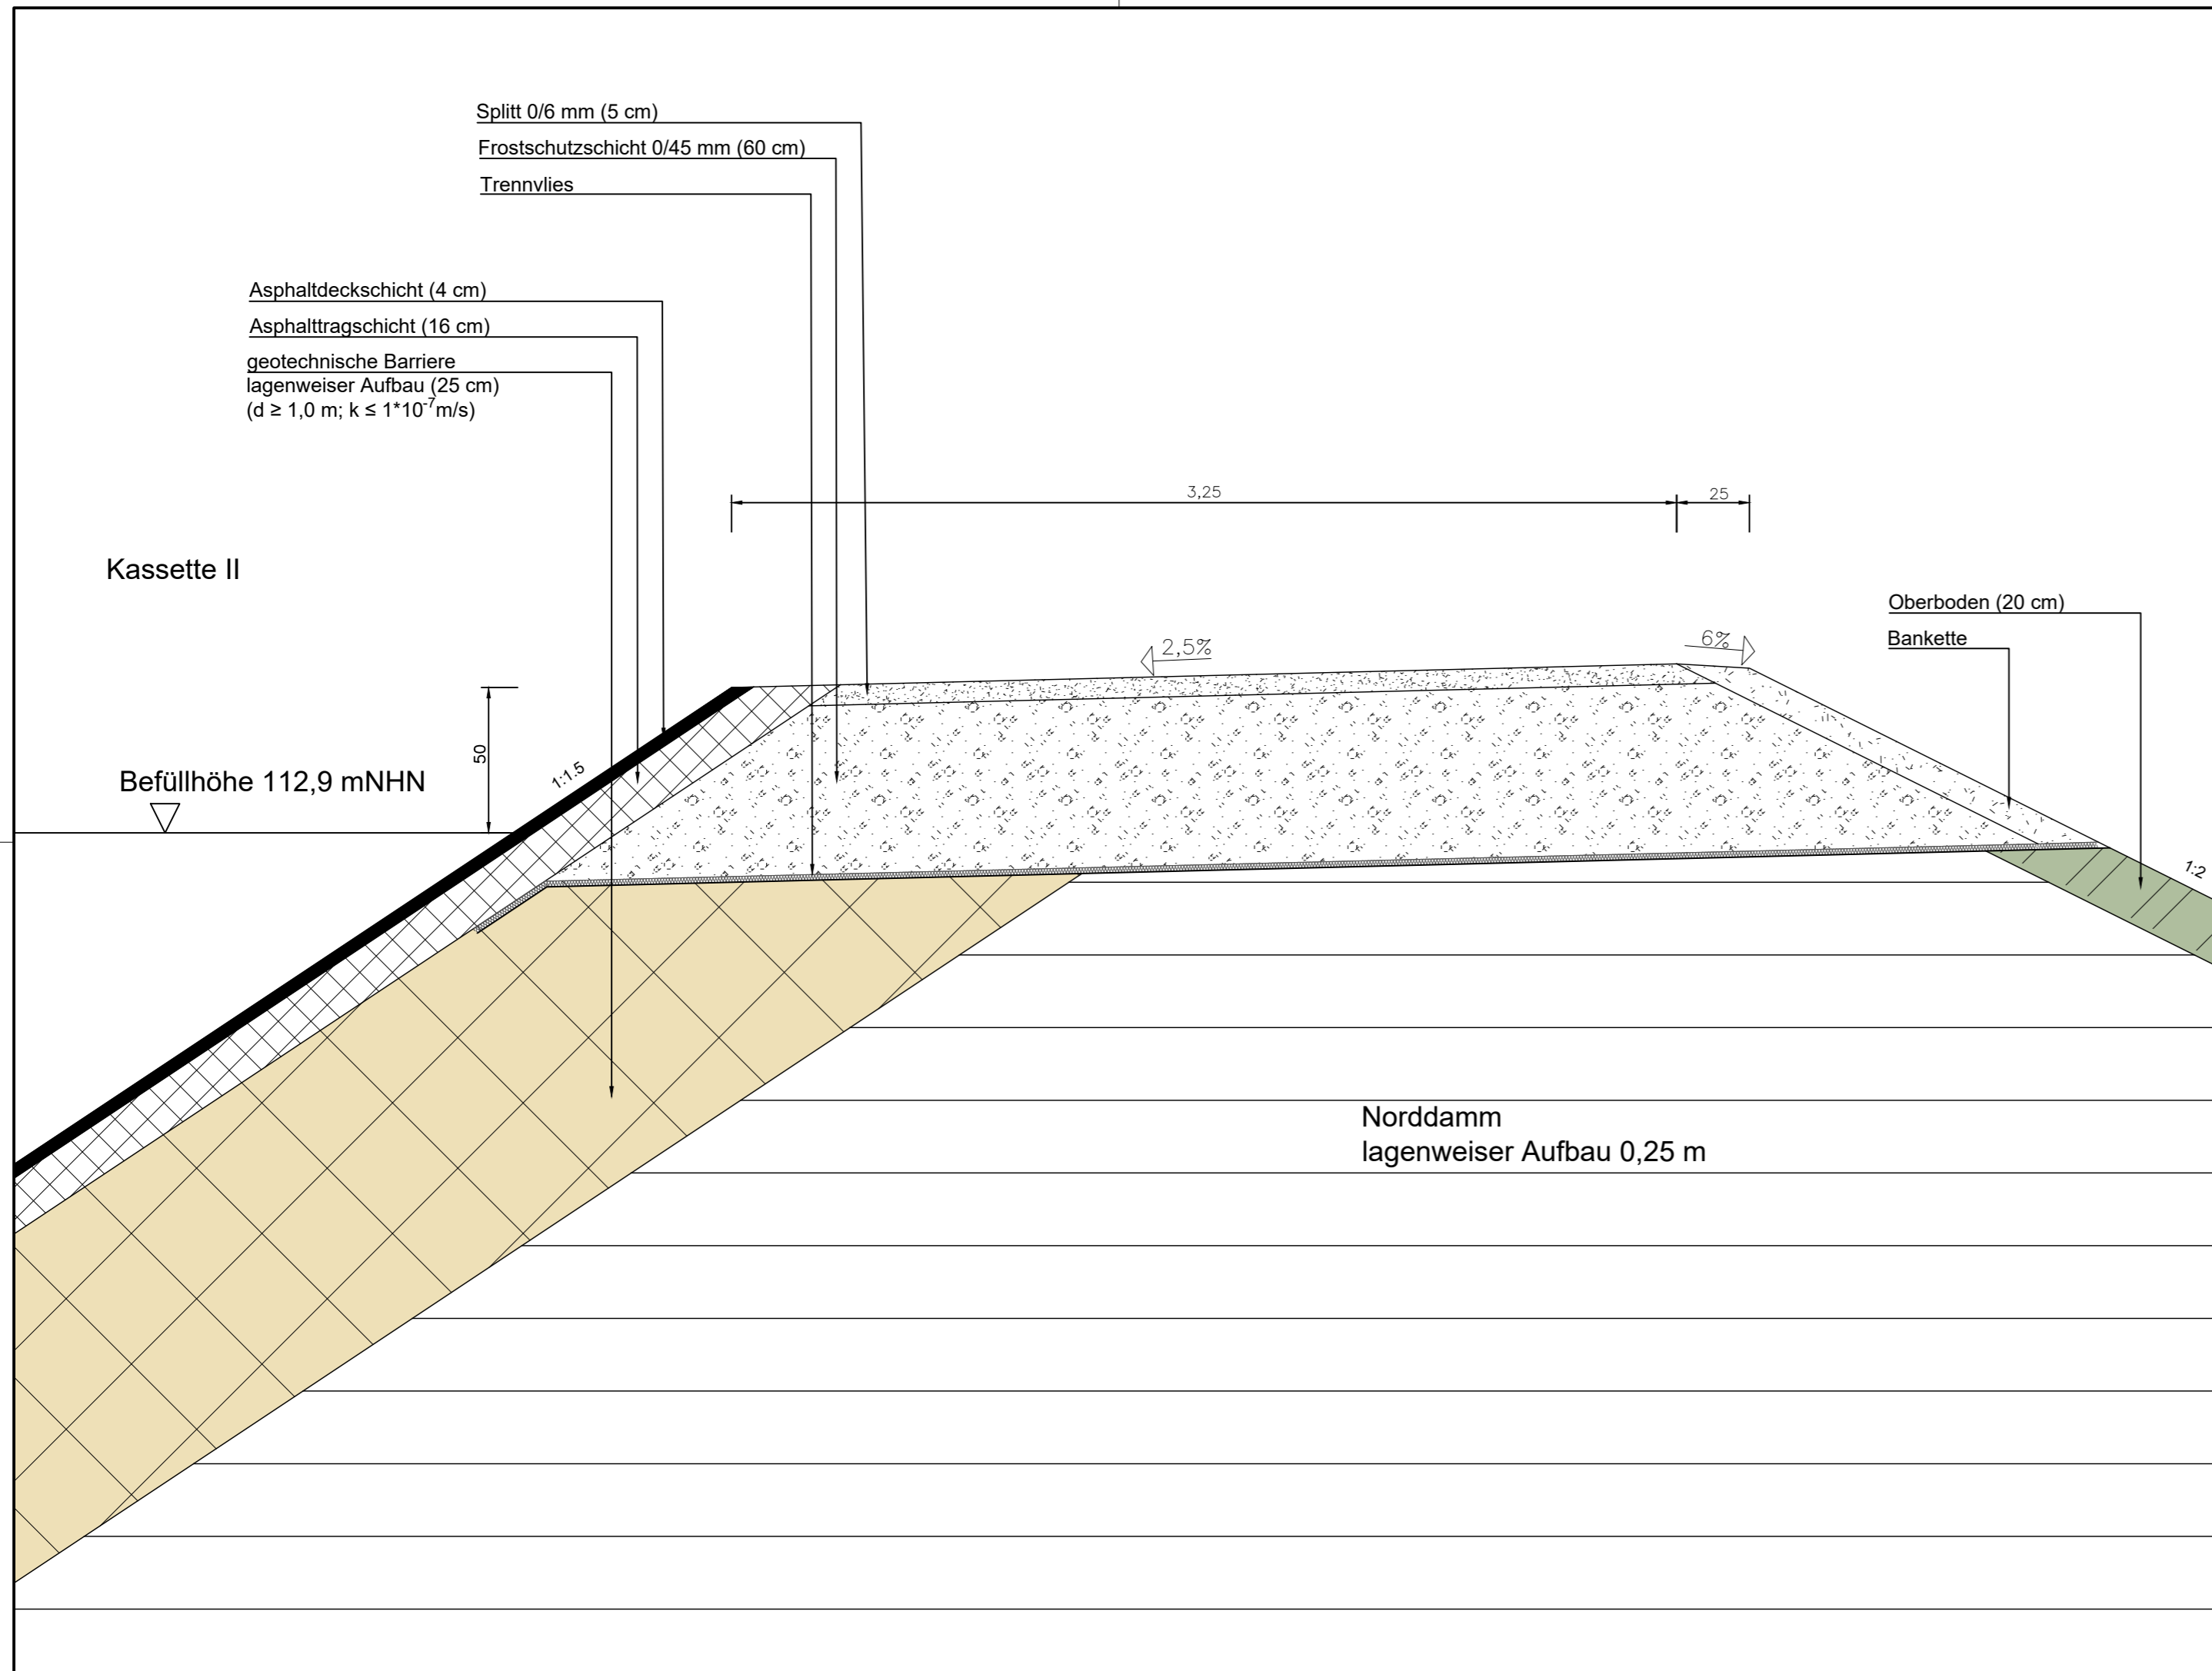 Splitt 0/6 mm (5 cm)
Frostschutzschicht 0/45 mm (60 cm)
Trennvlies
Asphaltdeckschicht (4 cm)
Asphalttragschicht (16 cm)
geotechnische Barriere
lagenweiser Aufbau (25 cm)
(d ≥ 1,0 m; k ≤ 1*10⁻⁷m/s)
3,25
25
Kassette II
Oberboden (20 cm)
Bankette
2,5%
6%
50
1:1.5
Befüllhöhe 112,9 mNHN
1:2
Norddamm
lagenweiser Aufbau 0,25 m